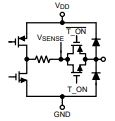 VDD
T_ON
VSENSE
T_ON
GND